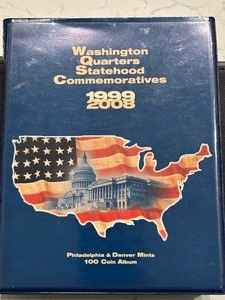 Washington
Quarters
Statehood
Commemoratives
1999
2008
Philadelphia & Denver Mints
100 Coin Album